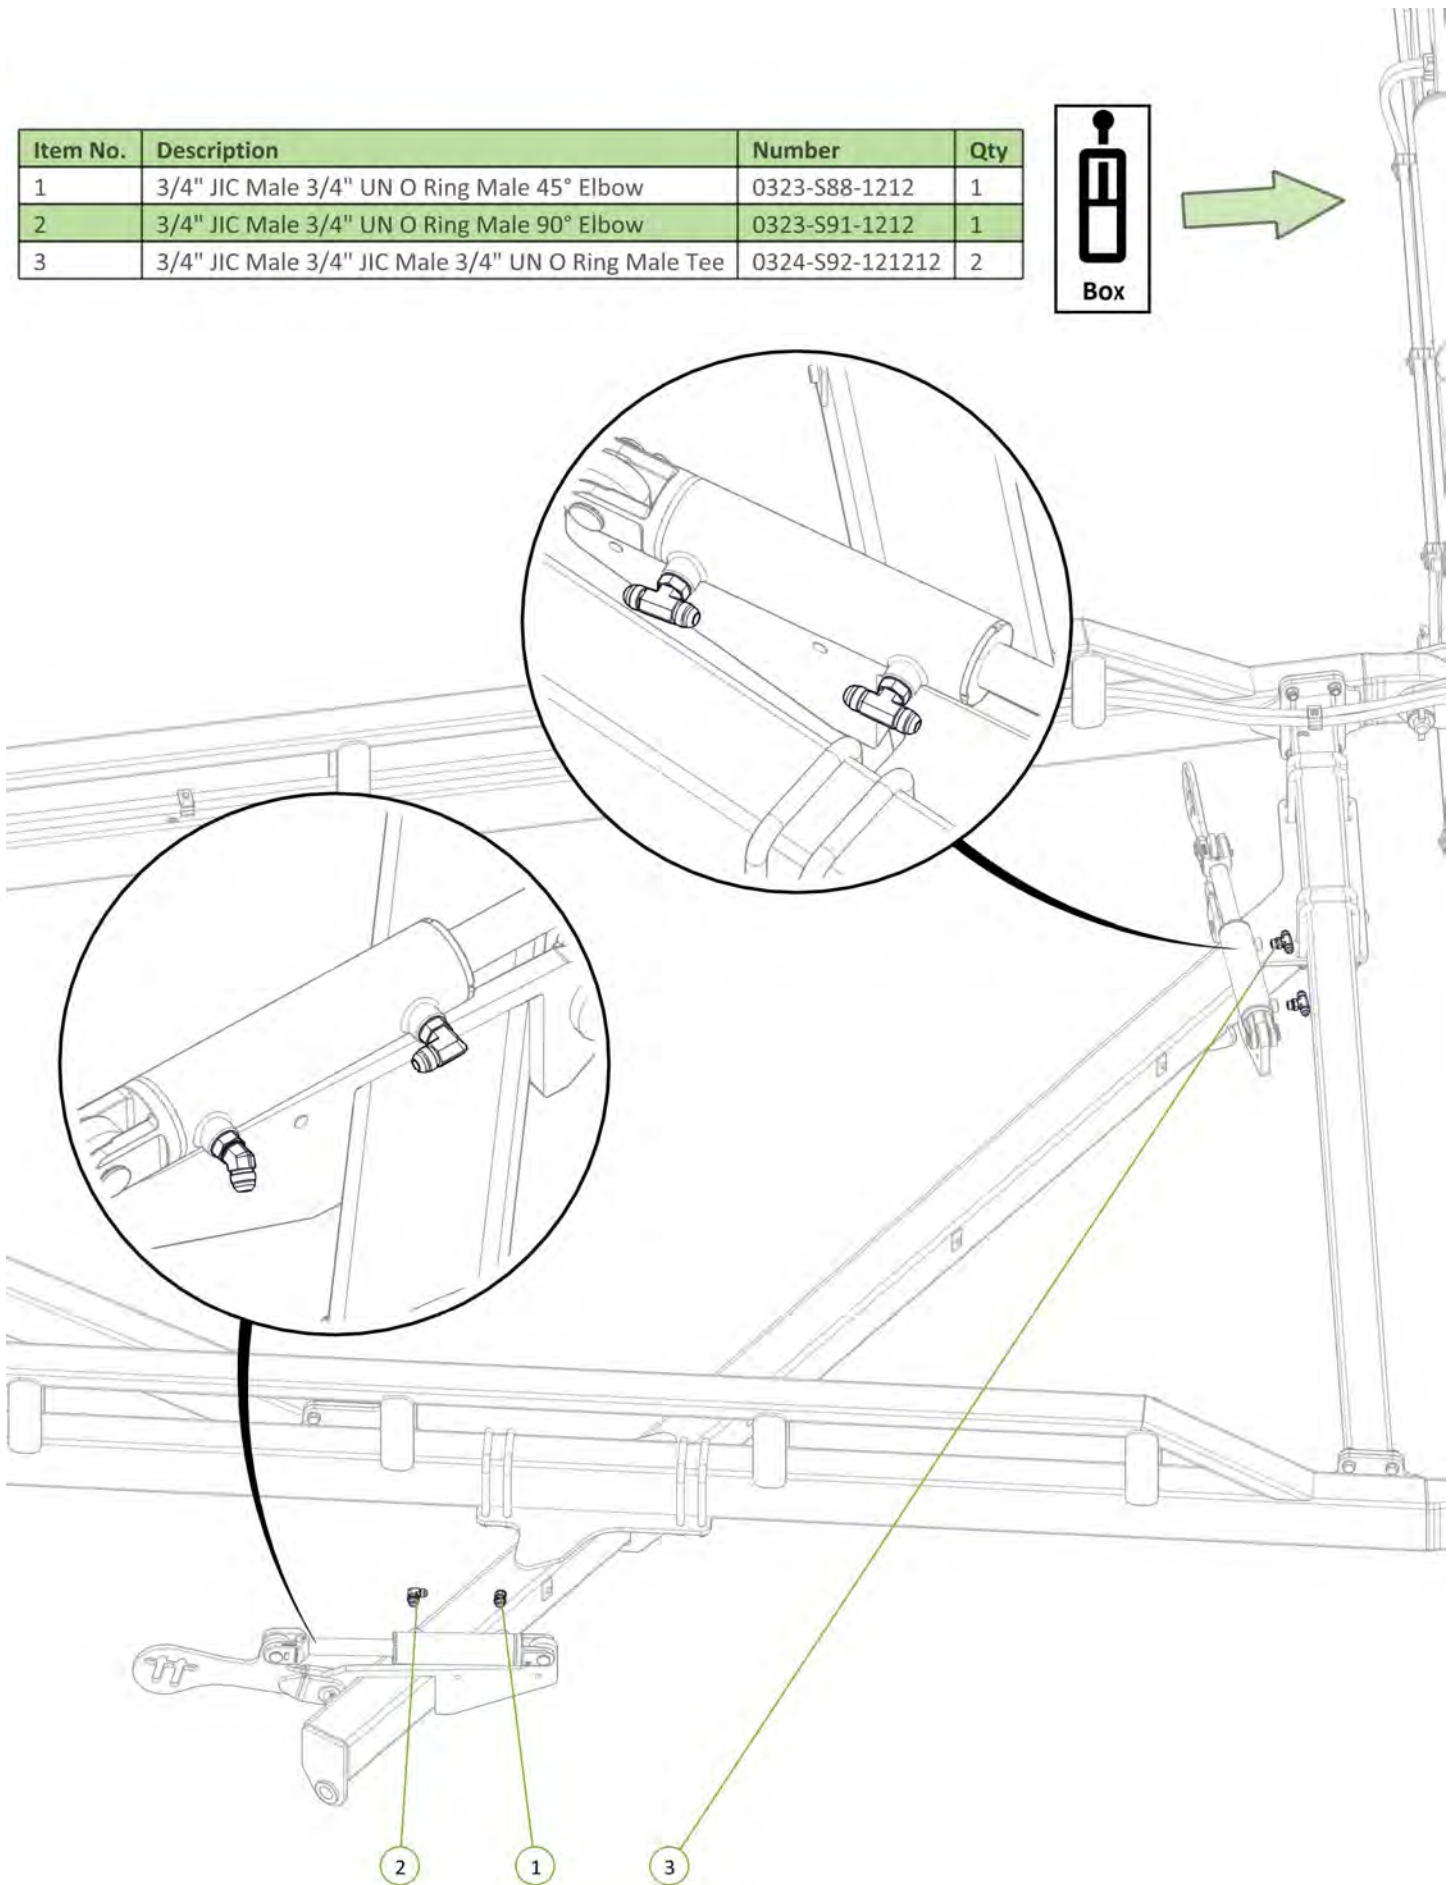 Item No. Description Number Qty
1 3/4" JIC Male 3/4" UN O Ring Male 45° Elbow 0323-S88-1212 1
2 3/4" JIC Male 3/4" UN O Ring Male 90° Elbow 0323-S91-1212 1
3 3/4" JIC Male 3/4" JIC Male 3/4" UN O Ring Male Tee 0324-S92-121212 2
Box
2 1 3